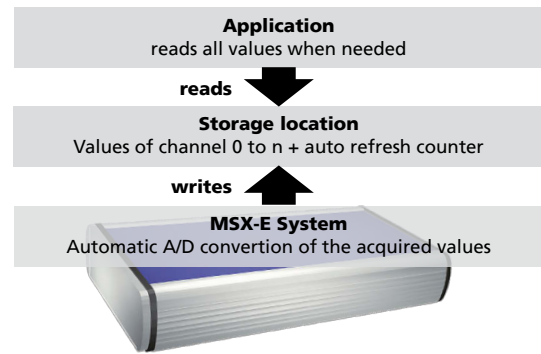 Application
reads all values when needed
reads
Storage location
Values of channel 0 to n + auto refresh counter
writes
MSX-E System
Automatic A/D convertion of the acquired values